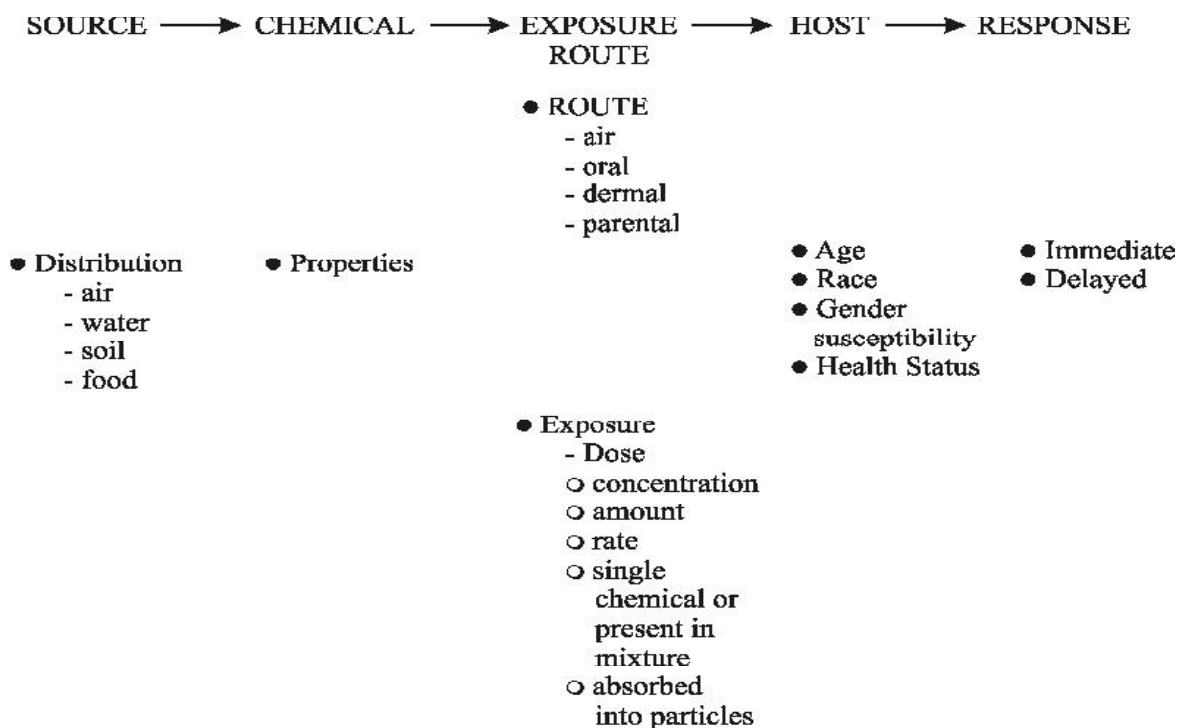 SOURCE → CHEMICAL → EXPOSURE → HOST → RESPONSE
ROUTE
● ROUTE
- air
- oral
- dermal
- parental
● Distribution
- air
- water
- soil
- food
● Properties
● Age
● Race
● Gender
susceptibility
● Health Status
● Immediate
● Delayed
● Exposure
- Dose
○ concentration
○ amount
○ rate
○ single
chemical or
present in
mixture
○ absorbed
into particles